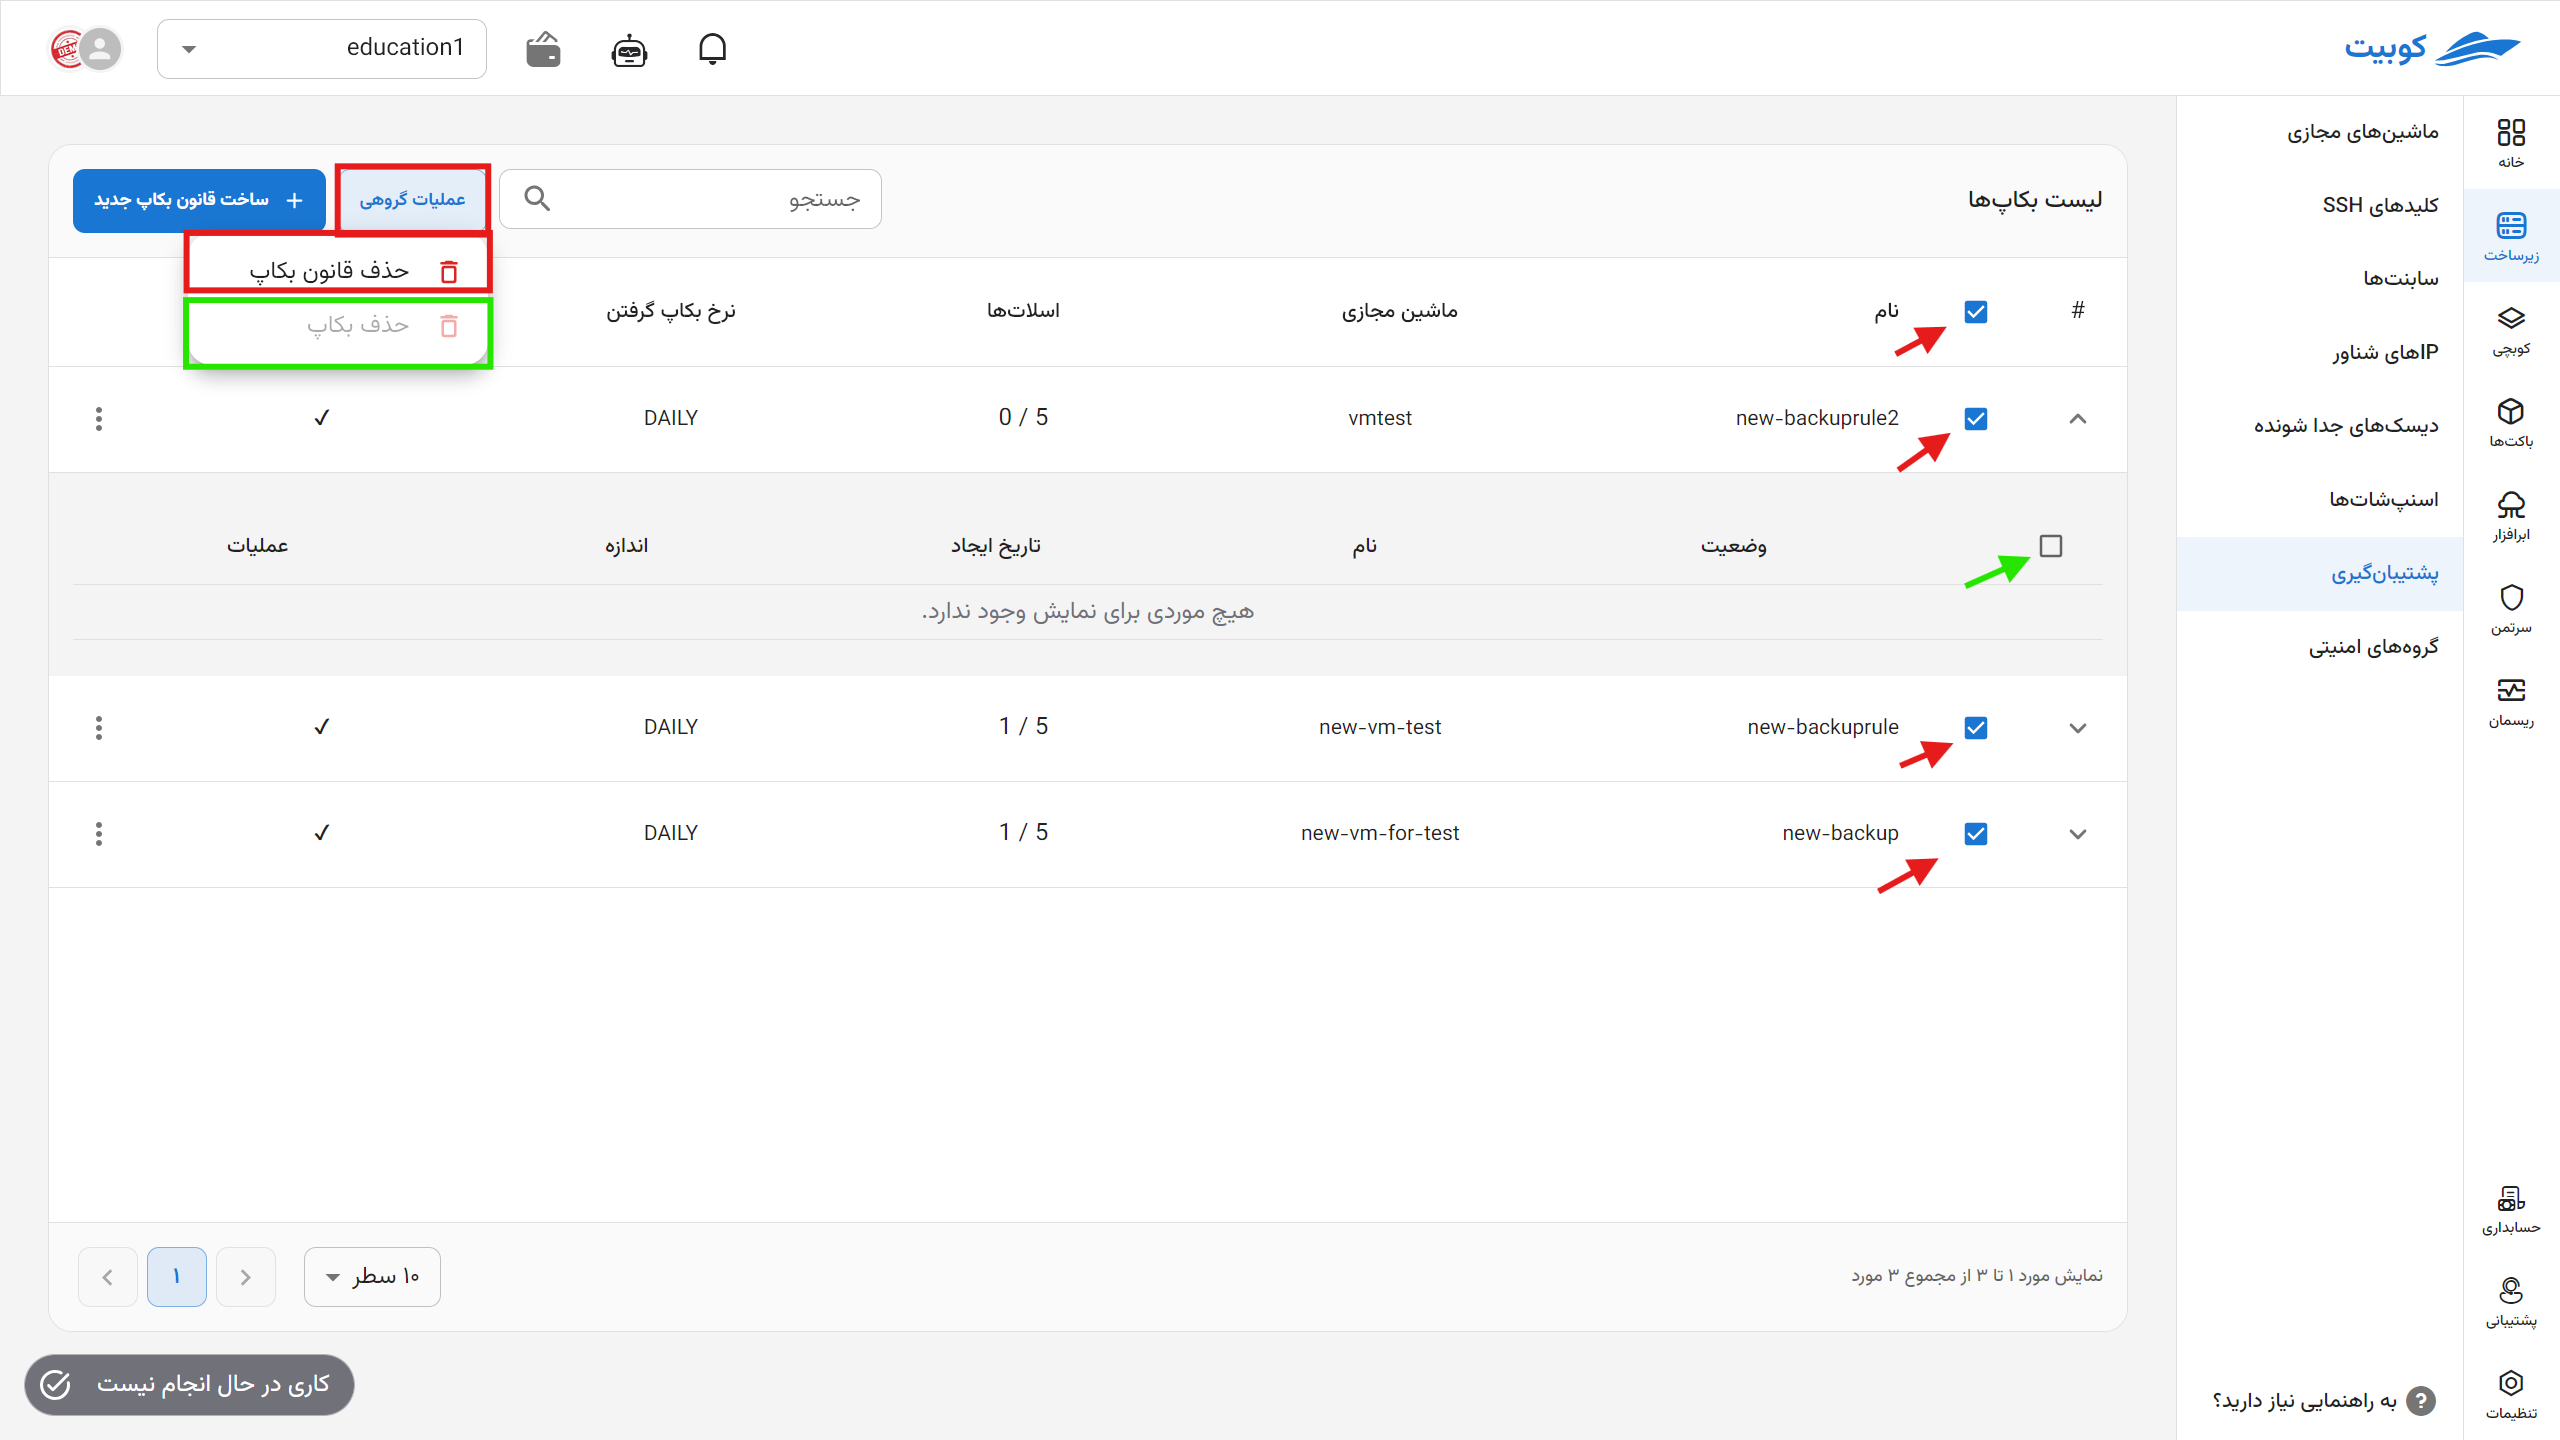 کوبیت
education1
خانه
زیرساخت
کوبچی
باکت‌ها
ابرافزار
سرتمن
ریسمان
حسابداری
پشتیبانی
تنظیمات
ماشین‌های مجازی
کلیدهای SSH
سابنت‌ها
IPهای شناور
دیسک‌های جدا شونده
اسنپ‌شات‌ها
پشتیبان‌گیری
گروه‌های امنیتی
به راهنمایی نیاز دارید؟
لیست بکاپ‌ها
جستجو
عملیات گروهی
ساخت قانون بکاپ جدید +
حذف قانون بکاپ
حذف بکاپ
# نام ماشین مجازی اسلات‌ها نرخ بکاپ گرفتن
new-backuprule2 vmtest 0 / 5 DAILY ✓
وضعیت نام تاریخ ایجاد اندازه عملیات
هیچ موردی برای نمایش وجود ندارد.
new-backuprule new-vm-test 1 / 5 DAILY ✓
new-backup new-vm-for-test 1 / 5 DAILY ✓
نمایش مورد ۱ تا ۳ از مجموع ۳ مورد
۱۰ سطر
۱
کاری در حال انجام نیست